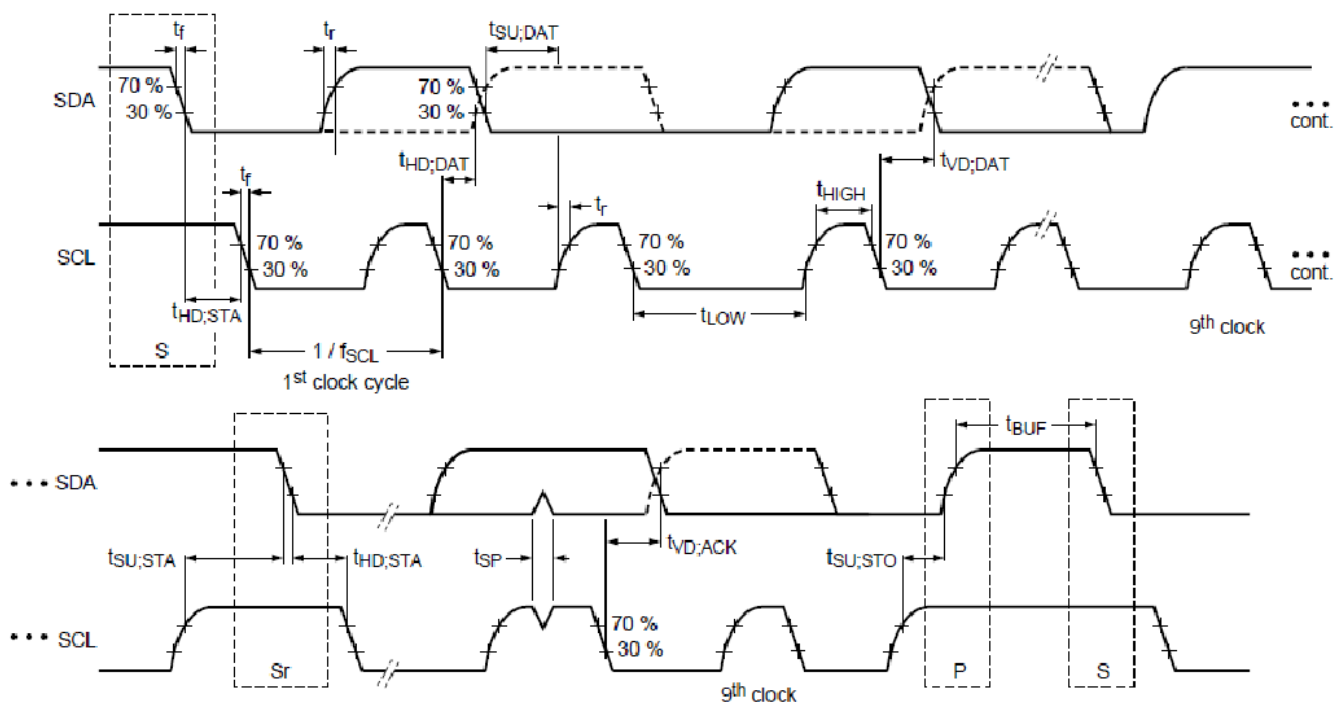 tf tr tSU;DAT
70 % 70 %
SDA
30 % 30 %
cont.
tHD;DAT tVD;DAT
tf tHIGH
tr
70 % 70 % 70 % 70 %
SCL
30 % 30 % 30 % 30 %
cont.
tHD;STA tLOW
9th clock
S 1 / fSCL
1st clock cycle
tBUF
••• SDA
tSU;STA tHD;STA tSP tVD;ACK tSU;STO
70 %
••• SCL
30 %
Sr P S
9th clock